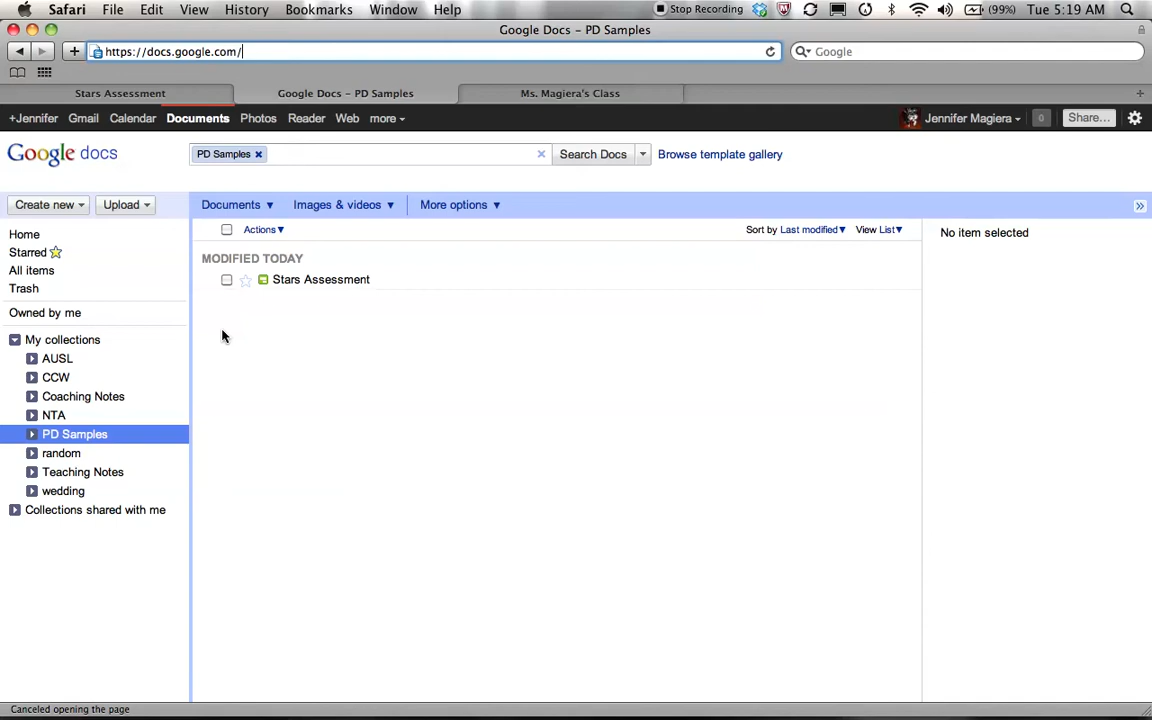 Safari File Edit View History Bookmarks Window Help Stop Recording (99%) Tue 5:19 AM
Google Docs – PD Samples
https://docs.google.com/ Google
Stars Assessment Google Docs – PD Samples Ms. Magiera's Class
+Jennifer Gmail Calendar Documents Photos Reader Web more Jennifer Magiera 0 Share...
Google docs PD Samples Search Docs Browse template gallery
Create new Upload Documents Images & videos More options
Actions Sort by Last modified View List
Home
Starred
All items
Trash
Owned by me
My collections
AUSL
CCW
Coaching Notes
NTA
PD Samples
random
Teaching Notes
wedding
Collections shared with me
MODIFIED TODAY
Stars Assessment
No item selected
Canceled opening the page